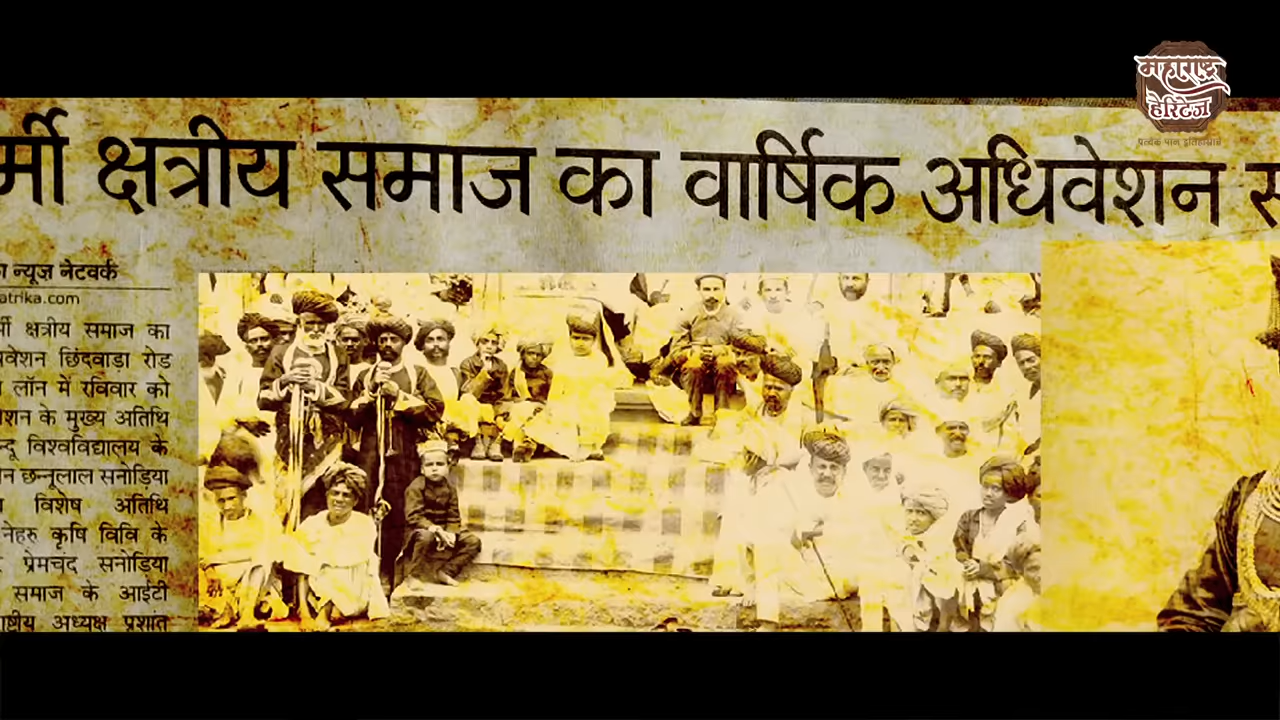 महाराष्ट्र
हेरिटेज
र्मी क्षत्रीय समाज का वार्षिक अधिवेशन स
न्यूज़ नेटवर्क
atrika.com
र्मी क्षत्रीय समाज का
वेशन छिंदवाड़ा रोड
लॉन में रविवार को
ेशन के मुख्य अतिथि
न्दू विश्वविद्यालय के
न छन्नूलाल सनोड़िया
विशेष अतिथि
नेहरु कृषि विवि के
प्रेमचंद सनोड़िया
समाज के आईटी
अध्यक्ष प्रशांत